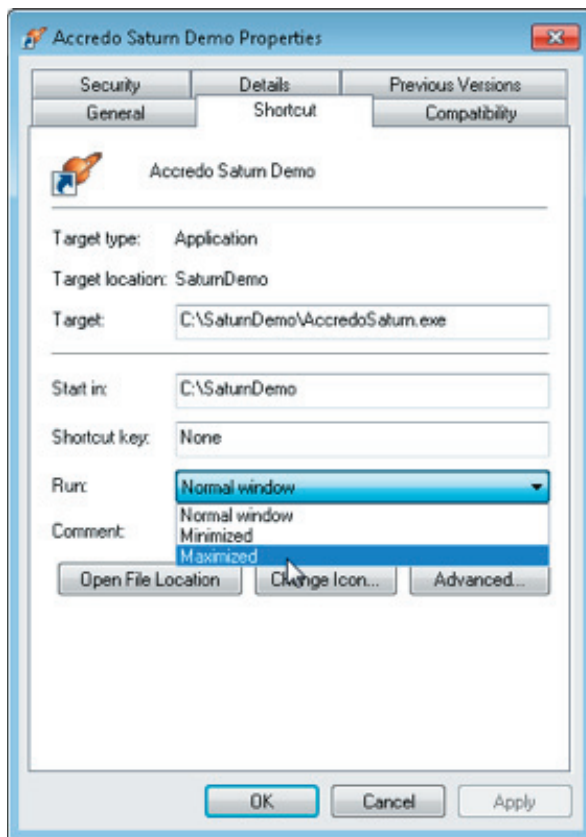 Accredo Saturn Demo Properties
Security Details Previous Versions
General Shortcut Compatibility
Accredo Saturn Demo
Target type: Application
Target location: SaturnDemo
Target: C:\SaturnDemo\AccredoSaturn.exe
Start in: C:\SaturnDemo
Shortcut key: None
Run: Normal window
Normal window
Comment: Minimized
Maximized
Open File Location Change Icon... Advanced...
OK Cancel Apply